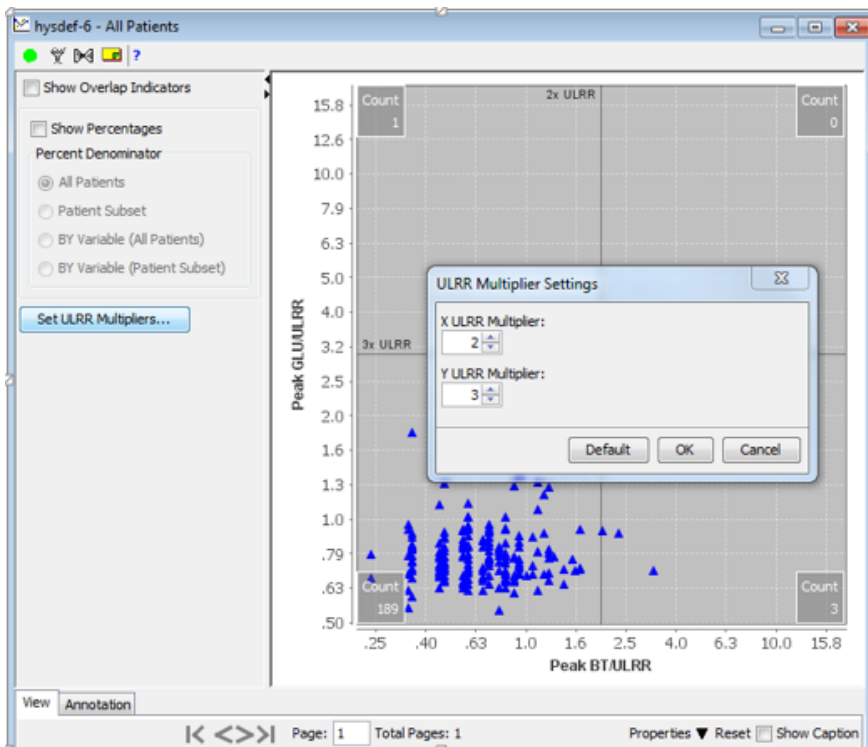 hysdef-6 - All Patients
?
Show Overlap Indicators
Show Percentages
Percent Denominator
All Patients
Patient Subset
BY Variable (All Patients)
BY Variable (Patient Subset)
Set ULRR Multipliers...
Peak GLU/ULRR
15.8
12.6
10.0
7.9
6.3
5.0
4.0
3.2
2.5
2.0
1.6
1.3
1.0
.79
.63
.50
Count
1
2x ULRR
Count
0
3x ULRR
Count
189
Count
3
.25 .40 .63 1.0 1.6 2.5 4.0 6.3 10.0 15.8
Peak BT/ULRR
ULRR Multiplier Settings
X ULRR Multiplier:
2
Y ULRR Multiplier:
3
Default OK Cancel
View Annotation
Page: 1 Total Pages: 1 Properties ▼ Reset Show Caption